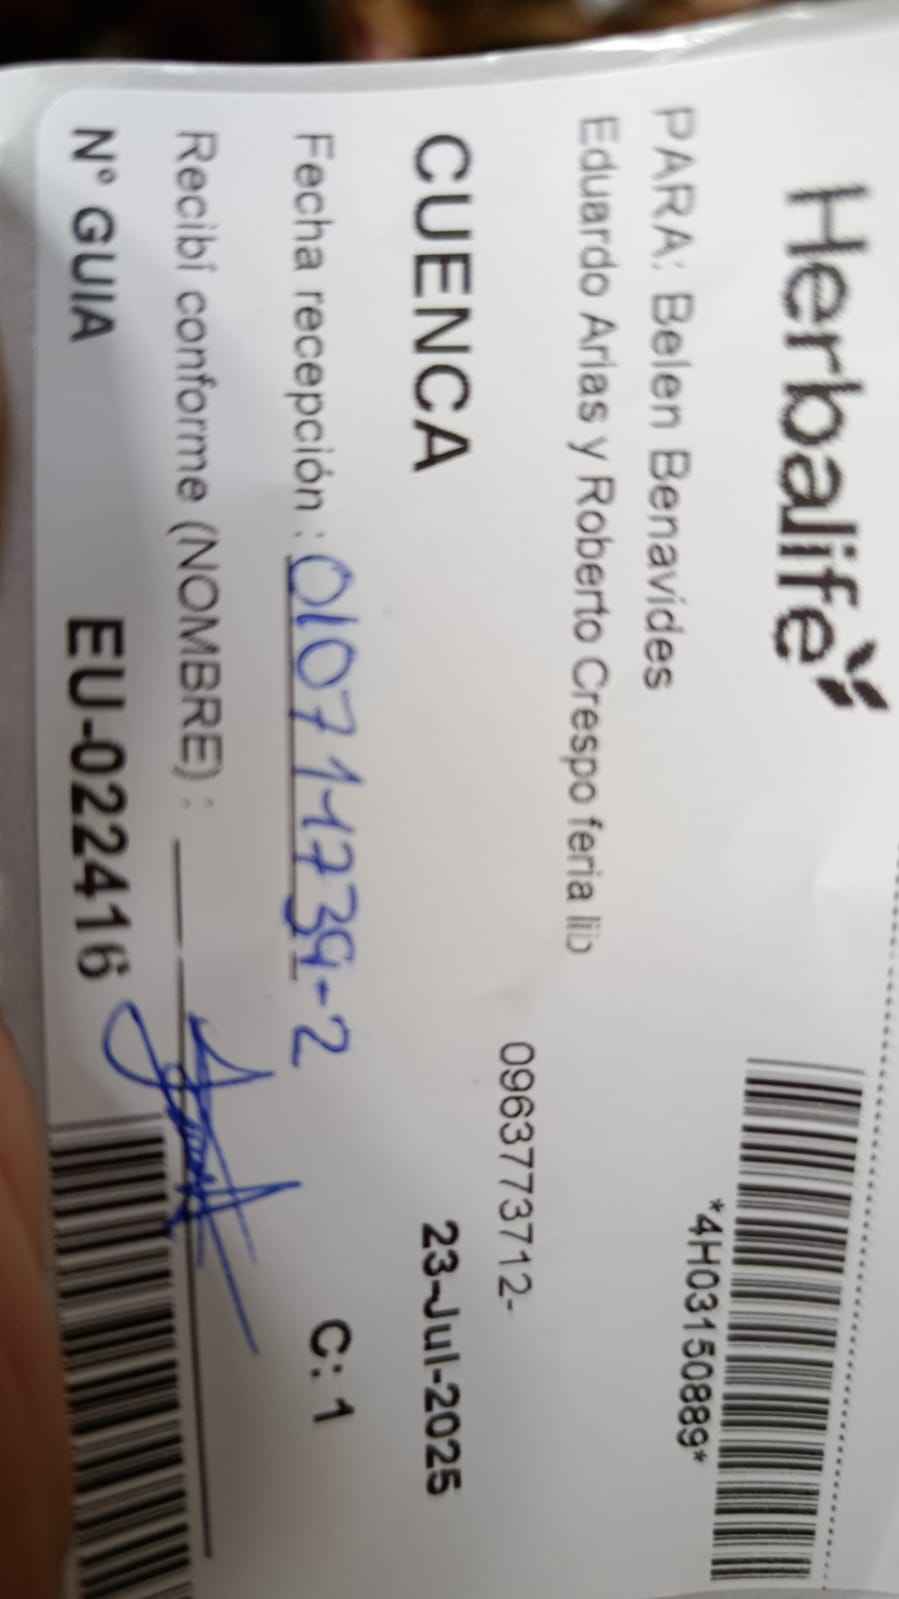 Herbalife
*4H03150889*
PARA: Belen Benavides
Eduardo Arias y Roberto Crespo feria lib
0963773712-
CUENCA
23-Jul-2025
Fecha recepción : 010711739-2
C: 1
Recibí conforme (NOMBRE) :
Nº GUIA EU-022416